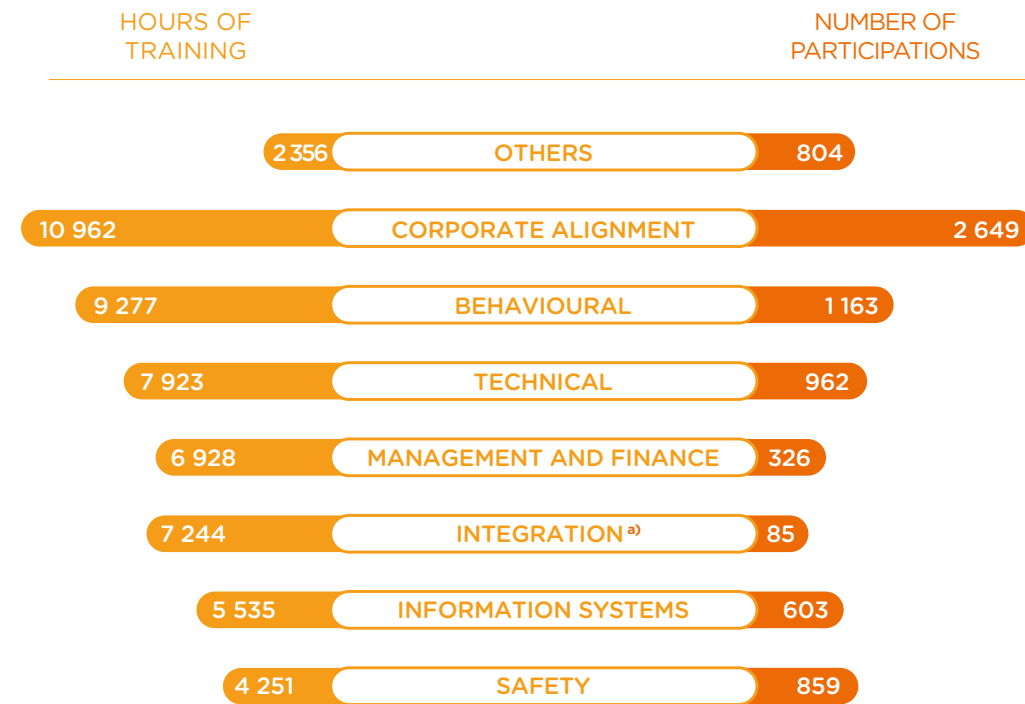 HOURS OF
TRAINING
NUMBER OF
PARTICIPATIONS
2 356 OTHERS 804
10 962 CORPORATE ALIGNMENT 2 649
9 277 BEHAVIOURAL 1 163
7 923 TECHNICAL 962
6 928 MANAGEMENT AND FINANCE 326
7 244 INTEGRATION a) 85
5 535 INFORMATION SYSTEMS 603
4 251 SAFETY 859